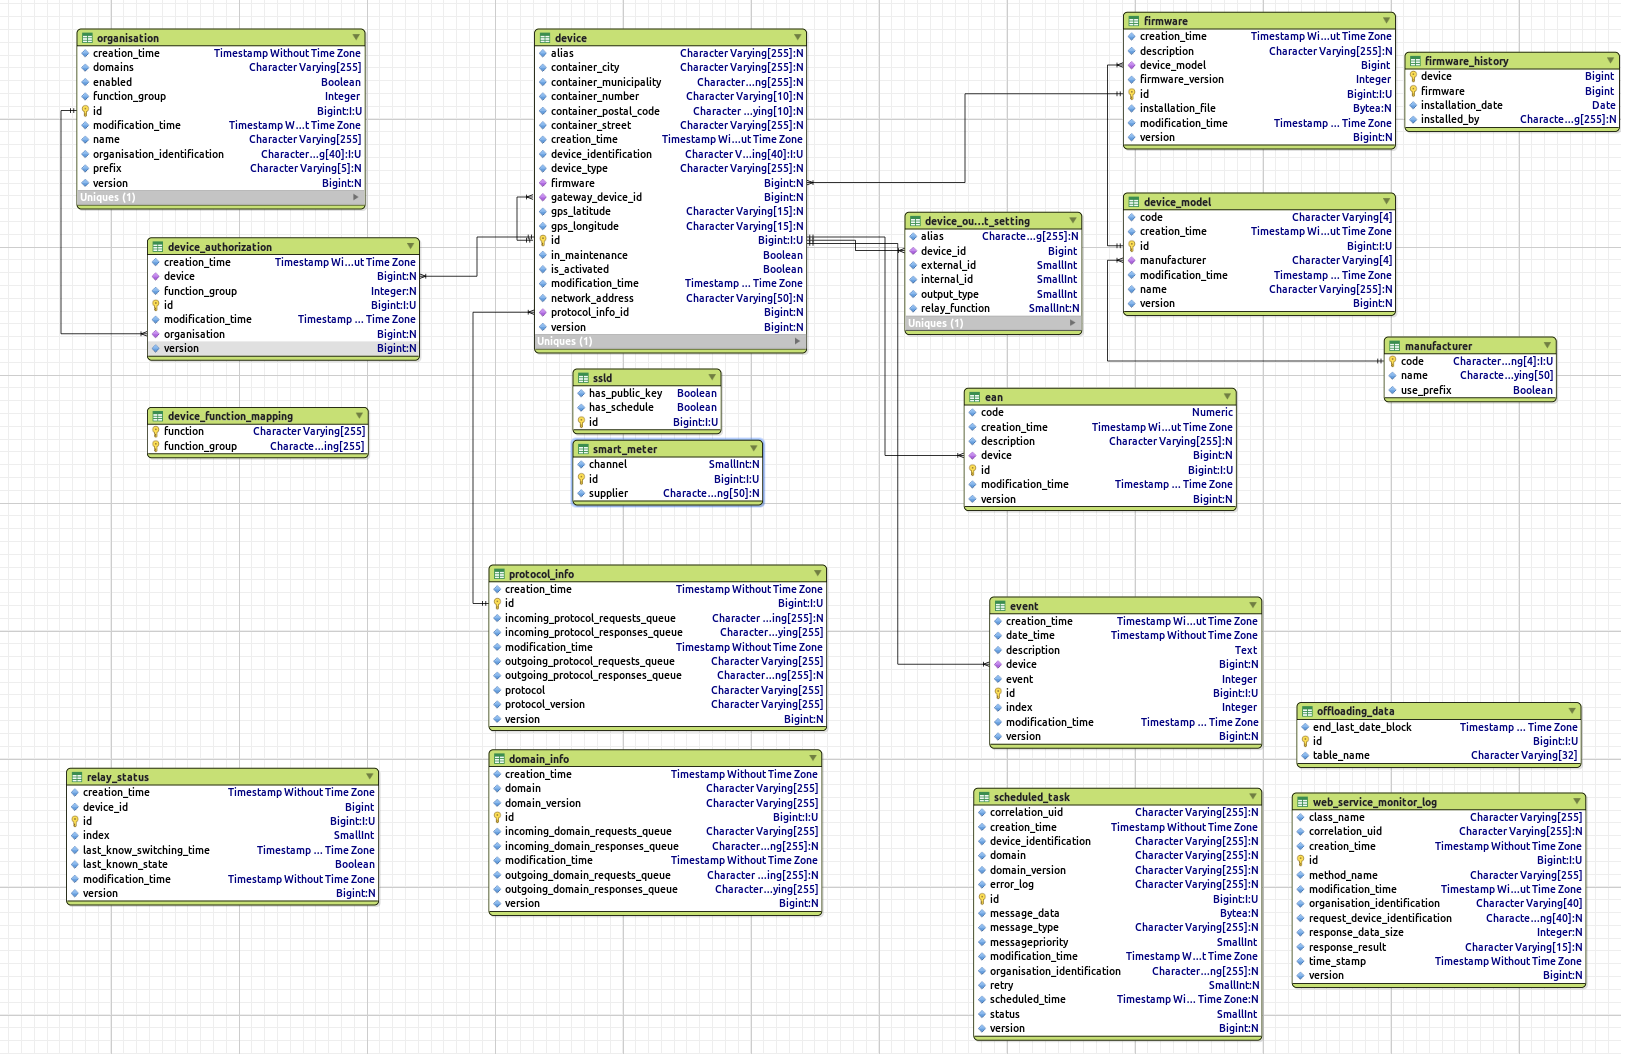 organisation
creation_time Timestamp Without Time Zone
domains Character Varying[255]
enabled Boolean
function_group Integer
id Bigint:I:U
modification_time Timestamp W...t Time Zone
name Character Varying[255]
organisation_identification Character...g[40]:I:U
prefix Character Varying[5]:N
version Bigint:N
Uniques (1)
device_authorization
creation_time Timestamp Wi...ut Time Zone
device Bigint:N
function_group Integer:N
id Bigint:I:U
modification_time Timestamp ... Time Zone
organisation Bigint:N
version Bigint:N
device_function_mapping
function Character Varying[255]
function_group Characte...ing[255]
device
alias Character Varying[255]:N
container_city Character Varying[255]:N
container_municipality Character...ng[255]:N
container_number Character Varying[10]:N
container_postal_code Character ...ying[10]:N
container_street Character Varying[255]:N
creation_time Timestamp Wi...ut Time Zone
device_identification Character V...ing[40]:I:U
device_type Character Varying[255]:N
firmware Bigint:N
gateway_device_id Bigint:N
gps_latitude Character Varying[15]:N
gps_longitude Character Varying[15]:N
id Bigint:I:U
in_maintenance Boolean
is_activated Boolean
modification_time Timestamp ... Time Zone
network_address Character Varying[50]:N
protocol_info_id Bigint:N
version Bigint:N
Uniques (1)
ssld
has_public_key Boolean
has_schedule Boolean
id Bigint:I:U
smart_meter
channel SmallInt:N
id Bigint:I:U
supplier Characte...ng[50]:N
protocol_info
creation_time Timestamp Without Time Zone
id Bigint:I:U
incoming_protocol_requests_queue Character ...ing[255]:N
incoming_protocol_responses_queue Character...ying[255]
modification_time Timestamp Without Time Zone
outgoing_protocol_requests_queue Character Varying[255]
outgoing_protocol_responses_queue Character...ng[255]:N
protocol Character Varying[255]
protocol_version Character Varying[255]
version Bigint:N
domain_info
creation_time Timestamp Without Time Zone
domain Character Varying[255]
domain_version Character Varying[255]
id Bigint:I:U
incoming_domain_requests_queue Character Varying[255]
incoming_domain_responses_queue Character...ng[255]:N
modification_time Timestamp Without Time Zone
outgoing_domain_requests_queue Character ...ing[255]:N
outgoing_domain_responses_queue Character...ying[255]
version Bigint:N
relay_status
creation_time Timestamp Without Time Zone
device_id Bigint
id Bigint:I:U
index SmallInt
last_know_switching_time Timestamp ... Time Zone
last_known_state Boolean
modification_time Timestamp Without Time Zone
version Bigint:N
firmware
creation_time Timestamp Wi...ut Time Zone
description Character Varying[255]:N
device_model Bigint
firmware_version Integer
id Bigint:I:U
installation_file Bytea:N
modification_time Timestamp ... Time Zone
version Bigint:N
firmware_history
device Bigint
firmware Bigint
installation_date Date
installed_by Characte...g[255]:N
device_model
code Character Varying[4]
creation_time Timestamp Wi...ut Time Zone
id Bigint:I:U
manufacturer Character Varying[4]
modification_time Timestamp ... Time Zone
name Character Varying[255]:N
version Bigint:N
device_ou...t_setting
alias Characte...g[255]:N
device_id Bigint
external_id SmallInt
internal_id SmallInt
output_type SmallInt
relay_function SmallInt:N
Uniques (1)
manufacturer
code Character...ng[4]:I:U
name Characte...ying[50]
use_prefix Boolean
ean
code Numeric
creation_time Timestamp Wi...ut Time Zone
description Character Varying[255]:N
device Bigint:N
id Bigint:I:U
modification_time Timestamp ... Time Zone
version Bigint:N
event
creation_time Timestamp Wi...ut Time Zone
date_time Timestamp Without Time Zone
description Text
device Bigint:N
event Integer
id Bigint:I:U
index Integer
modification_time Timestamp ... Time Zone
version Bigint:N
offloading_data
end_last_date_block Timestamp ... Time Zone
id Bigint:I:U
table_name Character Varying[32]
scheduled_task
correlation_uid Character Varying[255]:N
creation_time Timestamp Without Time Zone
device_identification Character Varying[255]:N
domain Character Varying[255]:N
domain_version Character Varying[255]:N
error_log Character Varying[255]:N
id Bigint:I:U
message_data Bytea:N
message_type Character Varying[255]:N
messagepriority SmallInt
modification_time Timestamp W...t Time Zone
organisation_identification Character...ng[255]:N
retry SmallInt:N
scheduled_time Timestamp Wi... Time Zone:N
status SmallInt
version Bigint:N
web_service_monitor_log
class_name Character Varying[255]
correlation_uid Character Varying[255]:N
creation_time Timestamp Without Time Zone
id Bigint:I:U
method_name Character Varying[255]
modification_time Timestamp Wi...ut Time Zone
organisation_identification Character Varying[40]
request_device_identification Characte...ng[40]:N
response_data_size Integer:N
response_result Character Varying[15]:N
time_stamp Timestamp Without Time Zone
version Bigint:N